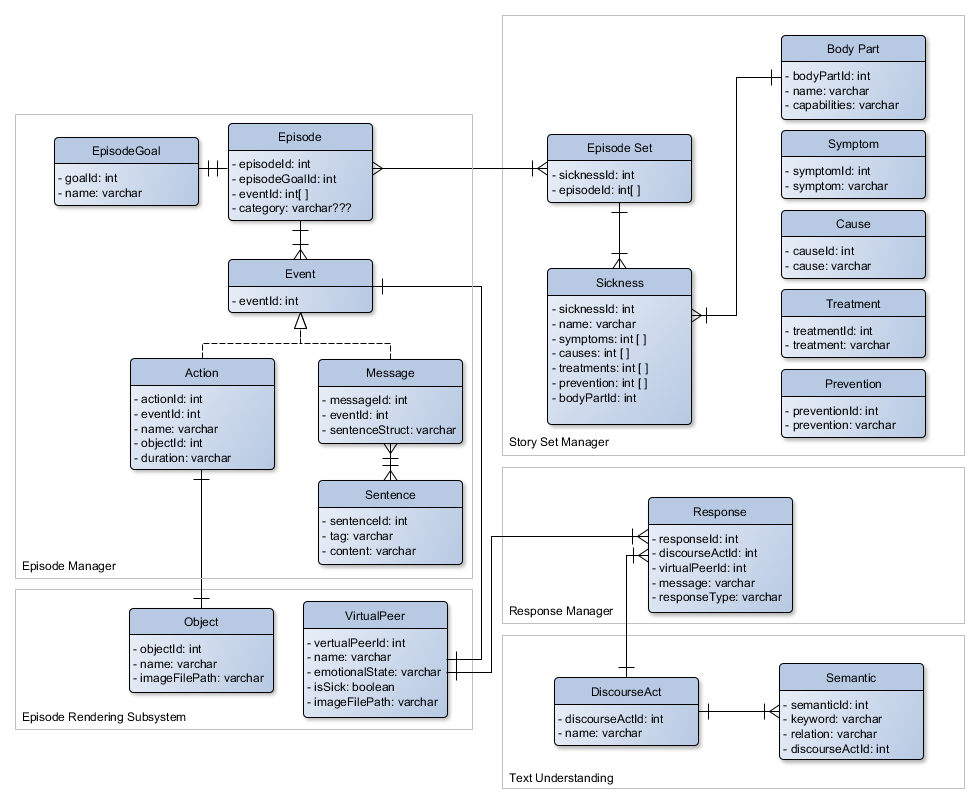 EpisodeGoal
- goalId: int
- name: varchar
Episode
- episodeId: int
- episodeGoalId: int
- eventId: int[ ]
- category: varchar???
Event
- eventId: int
Action
- actionId: int
- eventId: int
- name: varchar
- objectId: int
- duration: varchar
Message
- messageId: int
- eventId: int
- sentenceStruct: varchar
Sentence
- sentenceId: int
- tag: varchar
- content: varchar
Episode Manager
Object
- objectId: int
- name: varchar
- imageFilePath: varchar
VirtualPeer
- vertualPeerId: int
- name: varchar
- emotionalState: varchar
- isSick: boolean
- imageFilePath: varchar
Episode Rendering Subsystem
Episode Set
- sicknessId: int
- episodeId: int[ ]
Sickness
- sicknessId: int
- name: varchar
- symptoms: int [ ]
- causes: int [ ]
- treatments: int [ ]
- prevention: int [ ]
- bodyPartId: int
Body Part
- bodyPartId: int
- name: varchar
- capabilities: varchar
Symptom
- symptomId: int
- symptom: varchar
Cause
- causeId: int
- cause: varchar
Treatment
- treatmentId: int
- treatment: varchar
Prevention
- preventionId: int
- prevention: varchar
Story Set Manager
Response
- responseId: int
- discourseActId: int
- virtualPeerId: int
- message: varchar
- responseType: varchar
Response Manager
DiscourseAct
- discourseActId: int
- name: varchar
Semantic
- semanticId: int
- keyword: varchar
- relation: varchar
- discourseActId: int
Text Understanding